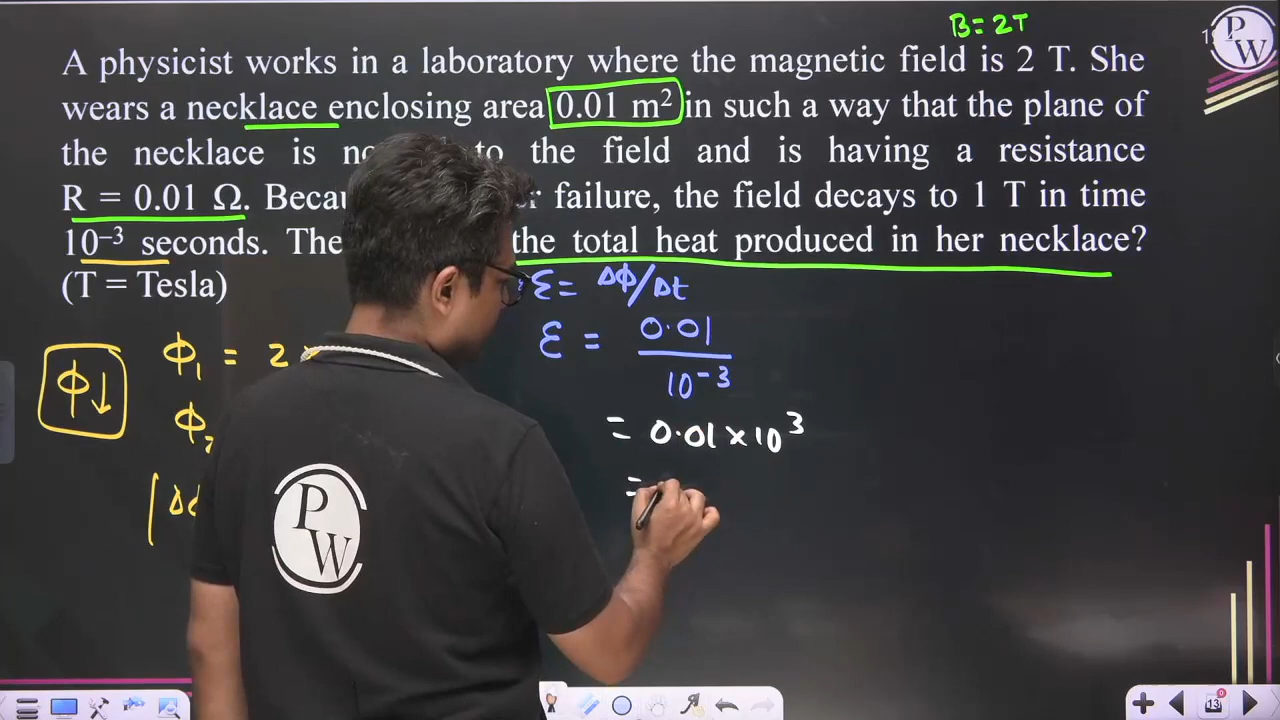 B = 2T
PW
A physicist works in a laboratory where the magnetic field is 2 T. She
wears a necklace enclosing area 0.01 m² in such a way that the plane of
the necklace is to the field and is having a resistance
R = 0.01 Ω. failure, the field decays to 1 T in time
10⁻³ seconds. the total heat produced in her necklace?
(T = Tesla)
ε = Δϕ/Δt
ε = 0.01
10⁻³
= 0.01 × 10³
=
ϕ↓
ϕ₁ = 2 ×
ϕ₂
|Δ
PW
13